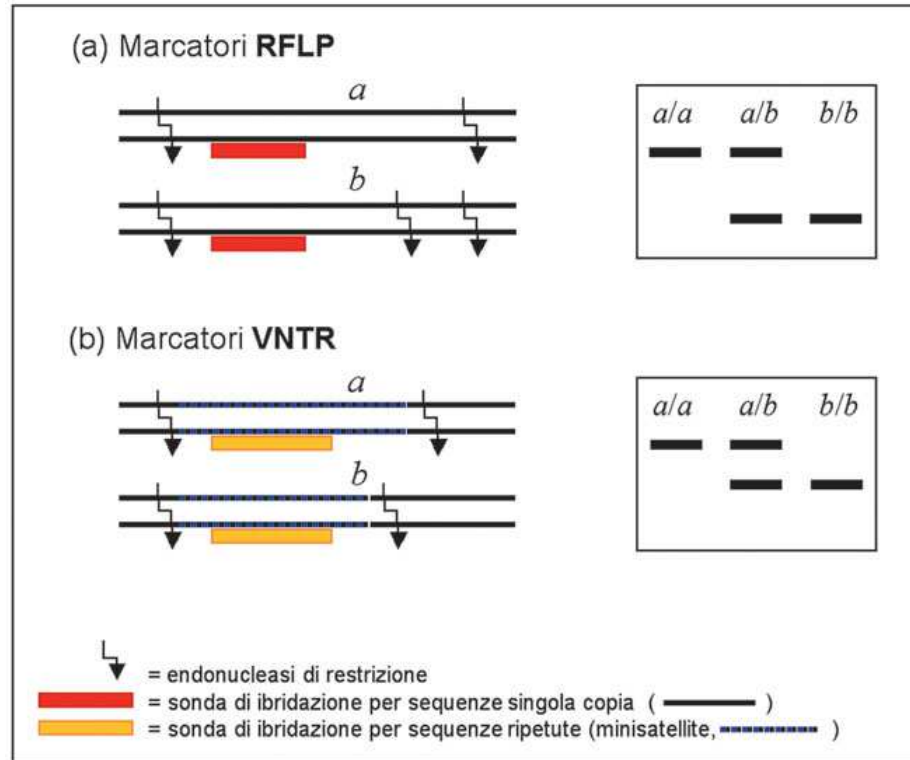 (a) Marcatori RFLP
a
b
a/a a/b b/b
(b) Marcatori VNTR
a
b
a/a a/b b/b
= endonucleasi di restrizione
= sonda di ibridazione per sequenze singola copia ( )
= sonda di ibridazione per sequenze ripetute (minisatellite, )